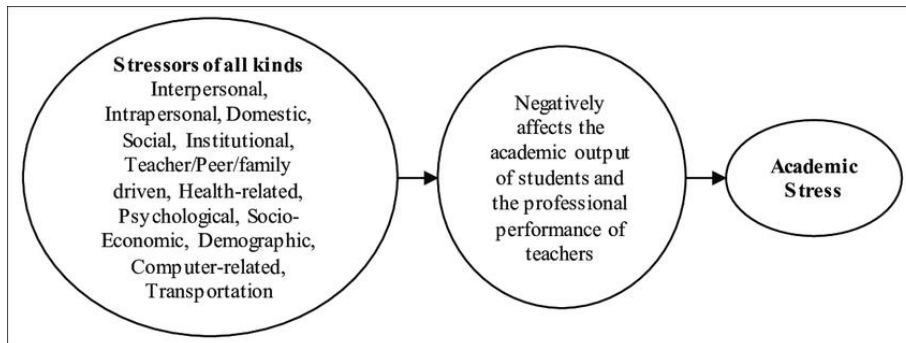 Stressors of all kinds
Interpersonal,
Intrapersonal, Domestic,
Social, Institutional,
Teacher/Peer/family
driven, Health-related,
Psychological, Socio-
Economic, Demographic,
Computer-related,
Transportation
Negatively
affects the
academic output
of students and
the professional
performance of
teachers
Academic
Stress